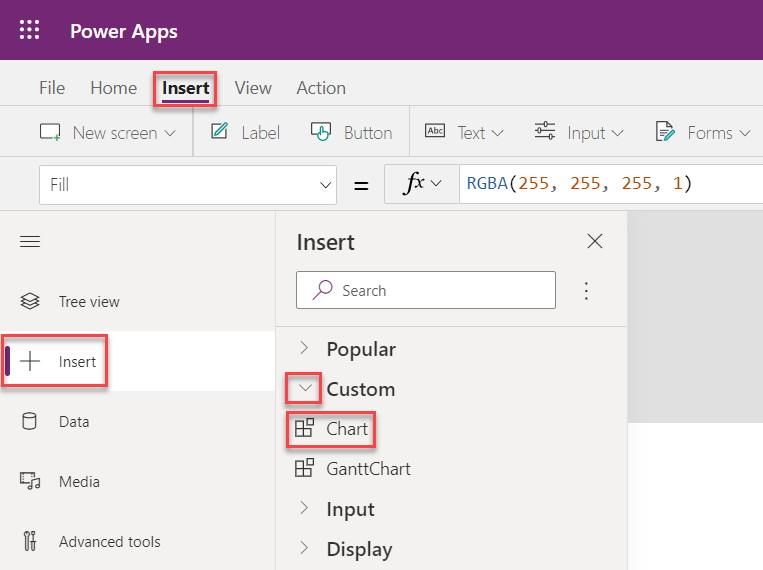 Power Apps
File Home Insert View Action
New screen Label Button Abc Text Input Forms
Fill = fx RGBA(255, 255, 255, 1)
Insert
Search
Tree view
Popular
Insert
Custom
Chart
Data
GanttChart
Media
Input
Advanced tools
Display